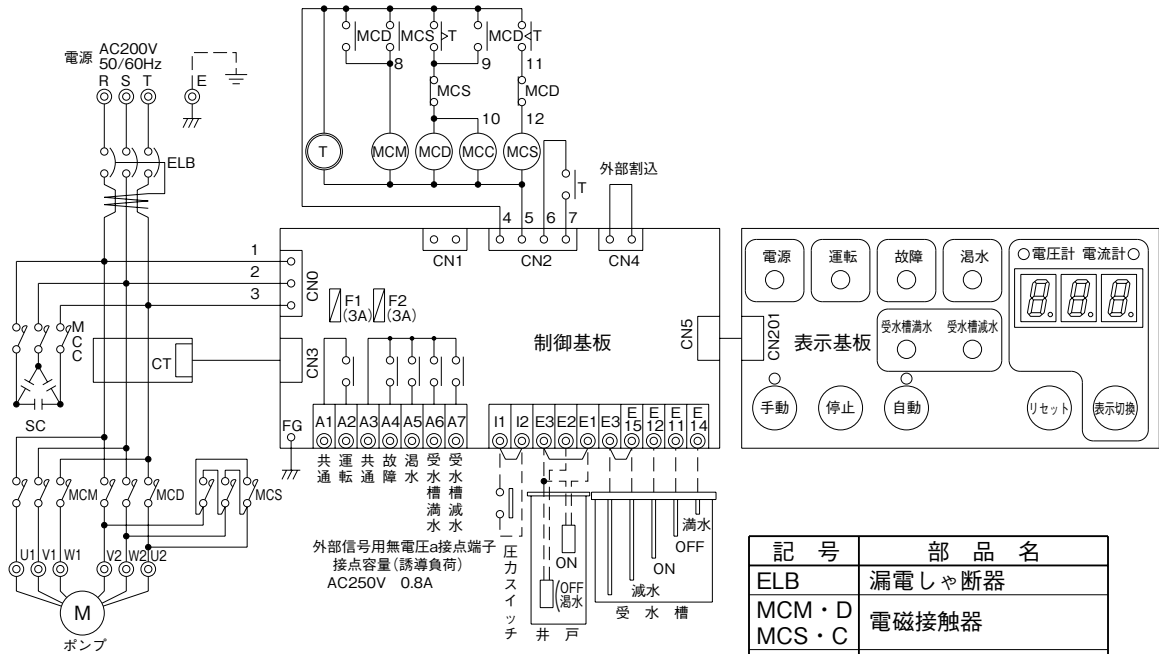 電源 AC200V
50/60Hz
R S T E
ELB
MCD MCS T MCD T
8 9 11
MCS MCD
10 12
T MCM MCD MCC MCS
T
外部割込
4 5 6 7
CN1 CN2 CN4
1
2
3
CN0
F1
(3A)
F2
(3A)
MCC
CT
SC
CN3
制御基板
CN5
CN201
表示基板
電源 運転 故障 渇水
電圧計 電流計
8.8.8.
受水槽満水 受水槽減水
手動 停止 自動 リセット 表示切換
FG
A1 A2 A3 A4 A5 A6 A7
共通 運転 共通 故障 渇水 受水槽満水 受水槽減水
I1 I2 E3 E2 E1 E3 E15 E12 E11 E14
外部信号用無電圧a接点端子
接点容量(誘導負荷)
AC250V 0.8A
圧力スイッチ
ON
OFF
渇水
井戸
満水
OFF
ON
減水
受水槽
MCM MCD MCS
U1 V1 W1 V2 W2 U2
M
ポンプ
記号 部品名
ELB 漏電しゃ断器
MCM・D
MCS・C
電磁接触器